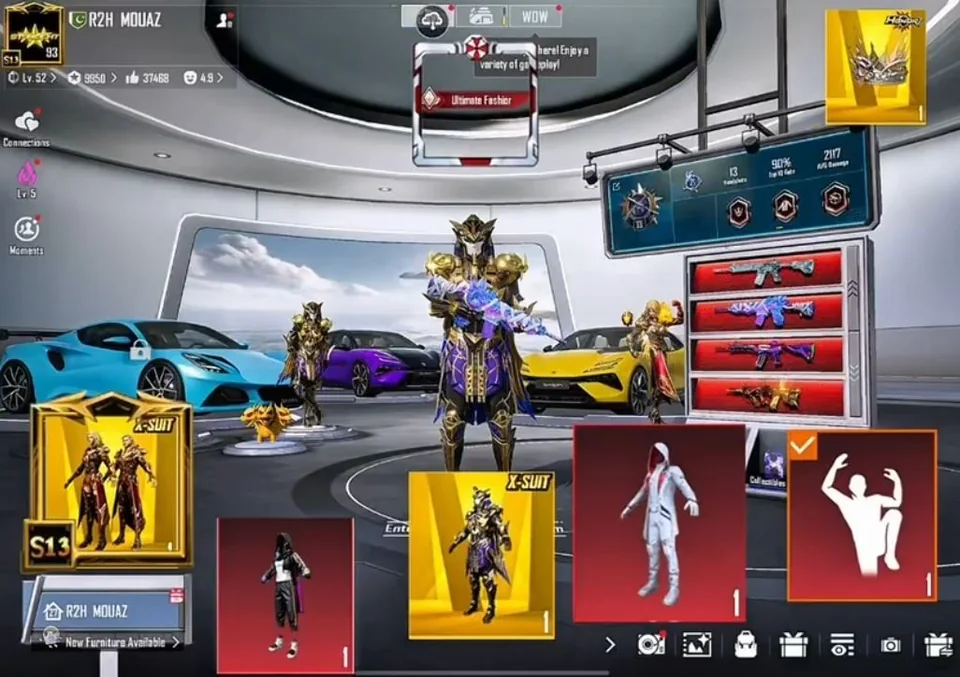 R2H MOUAZ
93
S13
Lv. 52
9950
37468
4.9
Connections
Lv.5
Moments
WOW
here! Enjoy a
variety of gameplay!
Ultimate Fashion
1
13
90%
2117
II
Collectibles
X-SUIT
S13
1
R2H MOUAZ
New Furniture Available
1
X-SUIT
1
1
1